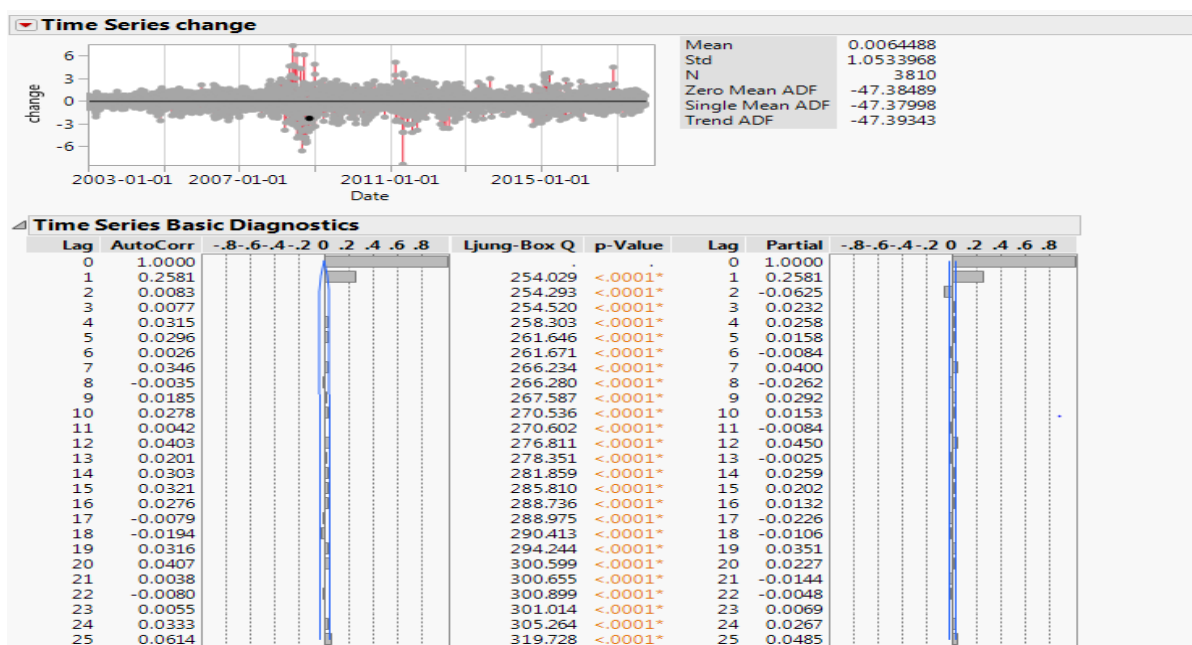 Time Series change
Mean 0.0064488
Std 1.0533968
N 3810
Zero Mean ADF -47.38489
Single Mean ADF -47.37998
Trend ADF -47.39343
change
6
3
0
-3
-6
2003-01-01 2007-01-01 2011-01-01 2015-01-01
Date
Time Series Basic Diagnostics
Lag AutoCorr -.8-.6-.4-.2 0 .2 .4 .6 .8 Ljung-Box Q p-Value Lag Partial -.8-.6-.4-.2 0 .2 .4 .6 .8
0 1.0000 . . 0 1.0000
1 0.2581 254.029 <.0001* 1 0.2581
2 0.0083 254.293 <.0001* 2 -0.0625
3 0.0077 254.520 <.0001* 3 0.0232
4 0.0315 258.303 <.0001* 4 0.0258
5 0.0296 261.646 <.0001* 5 0.0158
6 0.0026 261.671 <.0001* 6 -0.0084
7 0.0346 266.234 <.0001* 7 0.0400
8 -0.0035 266.280 <.0001* 8 -0.0262
9 0.0185 267.587 <.0001* 9 0.0292
10 0.0278 270.536 <.0001* 10 0.0153
11 0.0042 270.602 <.0001* 11 -0.0084
12 0.0403 276.811 <.0001* 12 0.0450
13 0.0201 278.351 <.0001* 13 -0.0025
14 0.0303 281.859 <.0001* 14 0.0259
15 0.0321 285.810 <.0001* 15 0.0202
16 0.0276 288.736 <.0001* 16 0.0132
17 -0.0079 288.975 <.0001* 17 -0.0226
18 -0.0194 290.413 <.0001* 18 -0.0106
19 0.0316 294.244 <.0001* 19 0.0351
20 0.0407 300.599 <.0001* 20 0.0227
21 0.0038 300.655 <.0001* 21 -0.0144
22 -0.0080 300.899 <.0001* 22 -0.0048
23 0.0055 301.014 <.0001* 23 0.0069
24 0.0333 305.264 <.0001* 24 0.0267
25 0.0614 319.728 <.0001* 25 0.0485